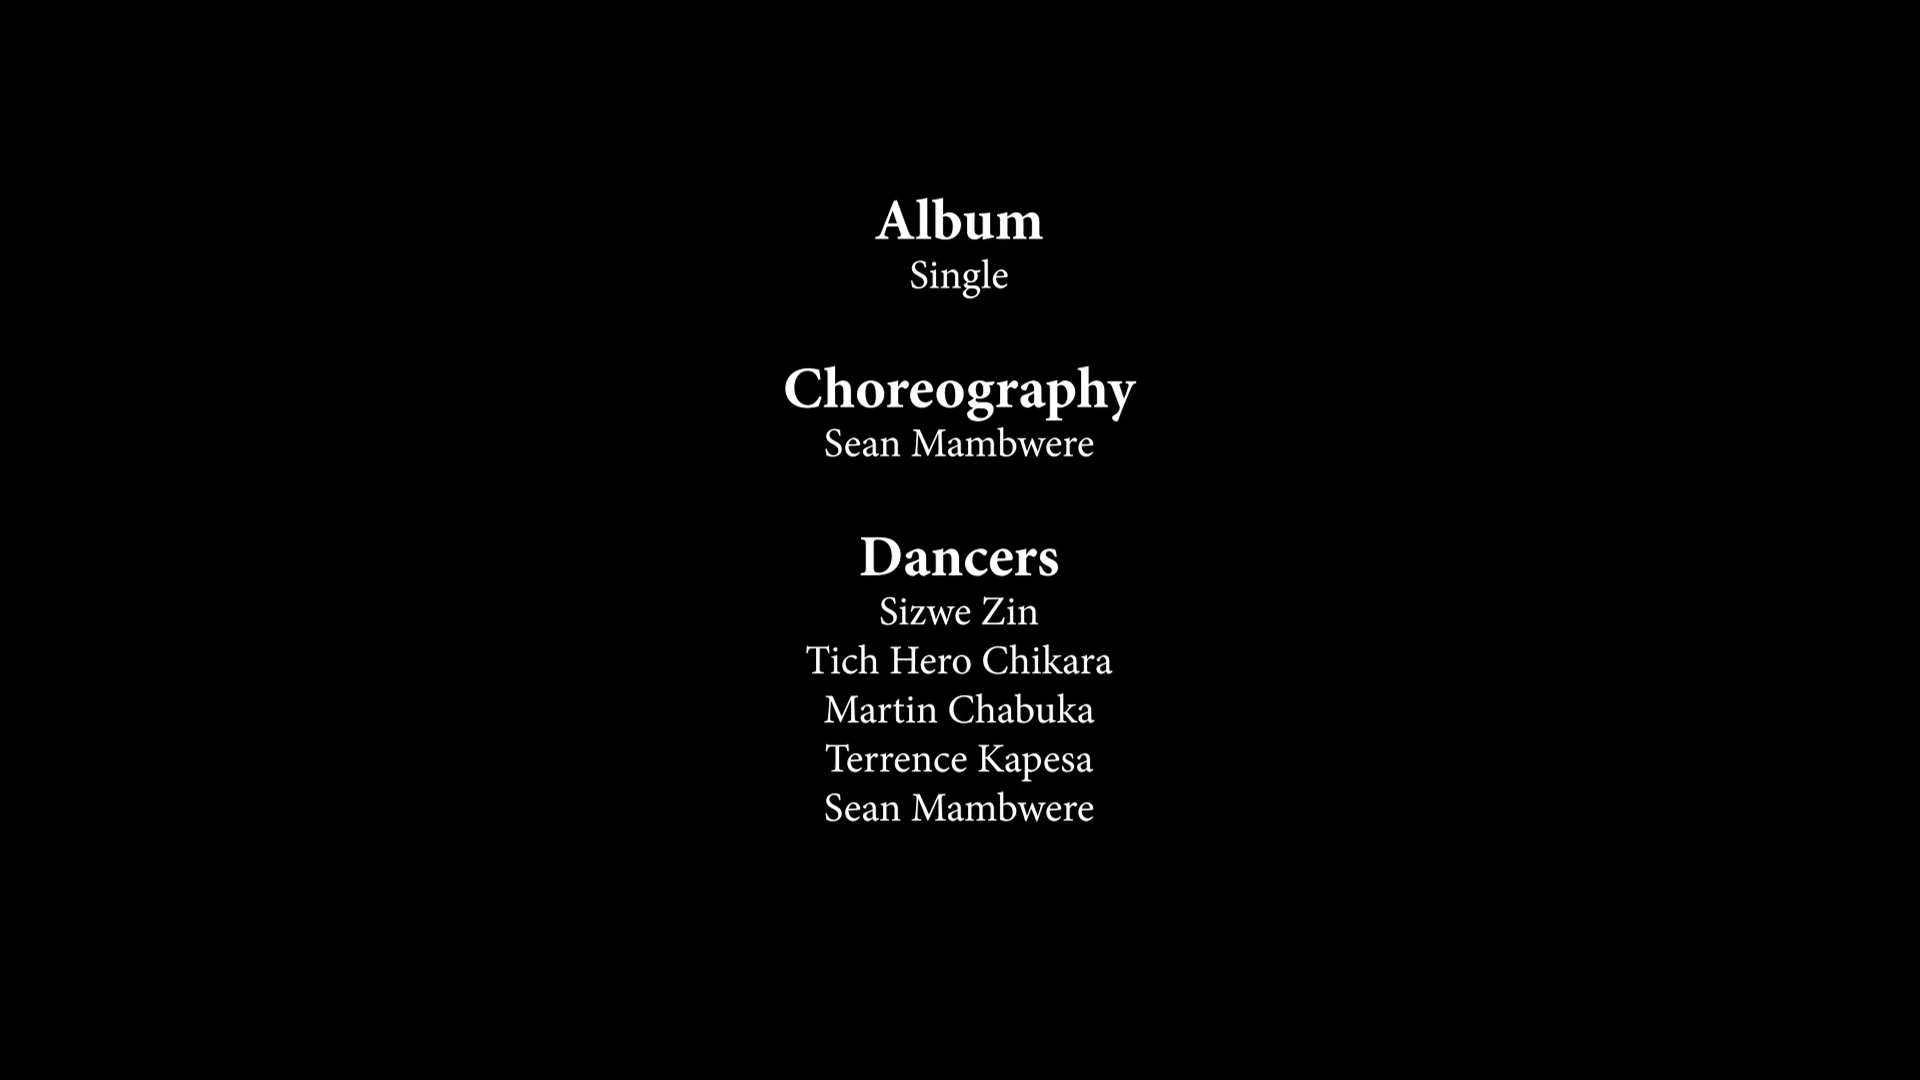 Album
Single
Choreography
Sean Mambwere
Dancers
Sizwe Zin
Tich Hero Chikara
Martin Chabuka
Terrence Kapesa
Sean Mambwere